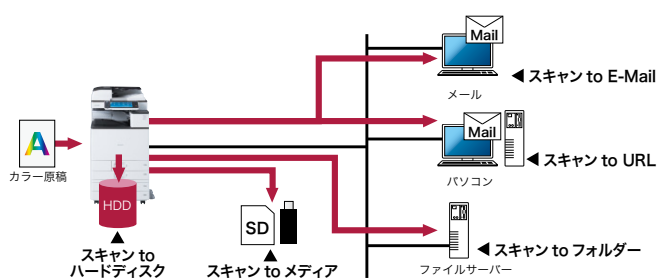 Mail
◀ スキャン to E-Mail
メール
A
カラー原稿
Mail
◀ スキャン to URL
パソコン
HDD
SD
◀ スキャン to フォルダー
ファイルサーバー
▲
スキャン to
ハードディスク
▲
スキャン to メディア